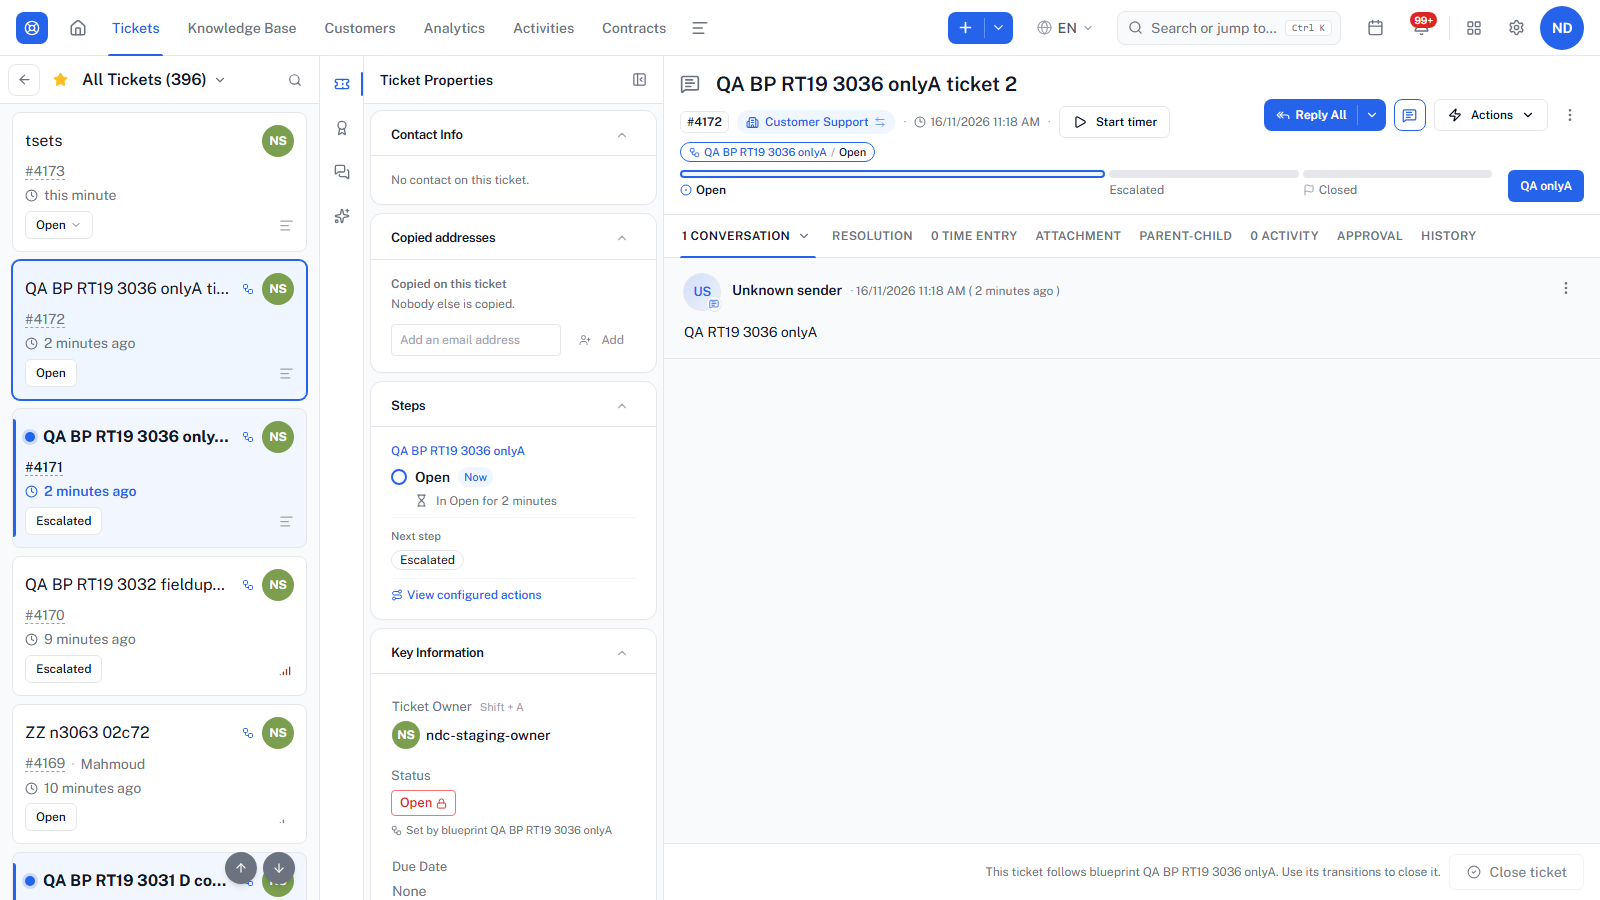 Tickets
Knowledge Base
Customers
Analytics
Activities
Contracts
EN
Search or jump to...
Ctrl K
99+
ND
All Tickets (396)
tsets
NS
#4173
this minute
Open
QA BP RT19 3036 onlyA ti...
NS
#4172
2 minutes ago
Open
QA BP RT19 3036 only...
NS
#4171
2 minutes ago
Escalated
QA BP RT19 3032 fieldup...
NS
#4170
9 minutes ago
Escalated
ZZ n3063 02c72
NS
#4169 · Mahmoud
10 minutes ago
Open
QA BP RT19 3031 D co...
Ticket Properties
Contact Info
No contact on this ticket.
Copied addresses
Copied on this ticket
Nobody else is copied.
Add an email address
Add
Steps
QA BP RT19 3036 onlyA
Open Now
In Open for 2 minutes
Next step
Escalated
View configured actions
Key Information
Ticket Owner Shift + A
NS ndc-staging-owner
Status
Open
Set by blueprint QA BP RT19 3036 onlyA
Due Date
None
QA BP RT19 3036 onlyA ticket 2
#4172
Customer Support
· 16/11/2026 11:18 AM ·
Start timer
Reply All
Actions
QA BP RT19 3036 onlyA / Open
Open
Escalated
Closed
QA onlyA
1 CONVERSATION
RESOLUTION
0 TIME ENTRY
ATTACHMENT
PARENT-CHILD
0 ACTIVITY
APPROVAL
HISTORY
US
Unknown sender · 16/11/2026 11:18 AM ( 2 minutes ago )
QA RT19 3036 onlyA
This ticket follows blueprint QA BP RT19 3036 onlyA. Use its transitions to close it.
Close ticket